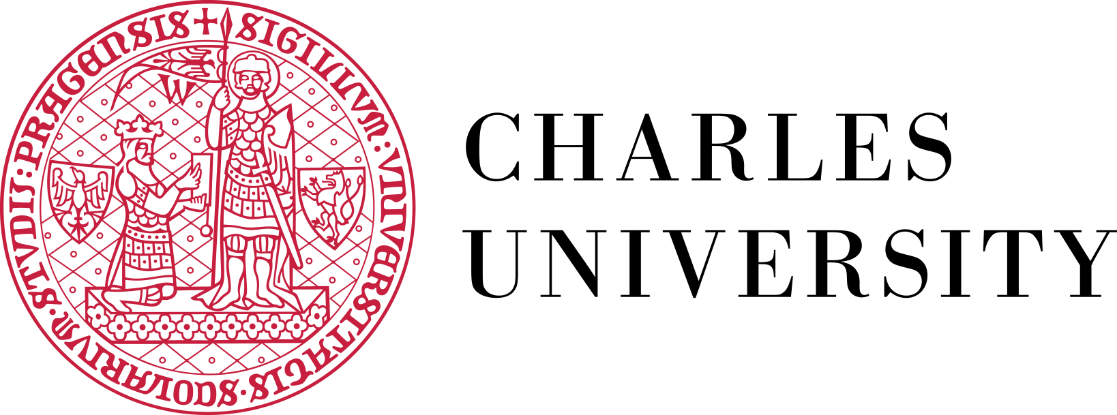 SIGILLVM : VNIVERSITATIS · SCOLARIVM · STVDII : PRAGENSIS +
CHARLES
UNIVERSITY